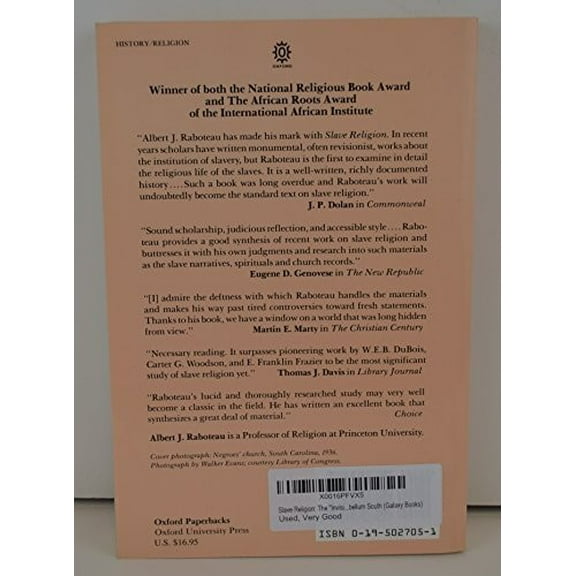 HISTORY/RELIGION
OXFORD
Winner of both the National Religious Book Award
and The African Roots Award
of the International African Institute
"Albert J. Raboteau has made his mark with Slave Religion. In recent
years scholars have written monumental, often revisionist, works about
the institution of slavery, but Raboteau is the first to examine in detail
the religious life of the slaves. It is a well-written, richly documented
history....Such a book was long overdue and Raboteau's work will
undoubtedly become the standard text on slave religion."
J. P. Dolan in Commonweal
"Sound scholarship, judicious reflection, and accessible style.... Rabo-
teau provides a good synthesis of recent work on slave religion and
buttresses it with his own judgments and research into such materials
as the slave narratives, spirituals and church records."
Eugene D. Genovese in The New Republic
"[I] admire the deftness with which Raboteau handles the materials
and makes his way past tired controversies toward fresh statements.
Thanks to his book, we have a window on a world that was long hidden
from view." Martin E. Marty in The Christian Century
"Necessary reading. It surpasses pioneering work by W.E.B. DuBois,
Carter G. Woodson, and E. Franklin Frazier to be the most significant
study of slave religion yet." Thomas J. Davis in Library Journal
"Raboteau's lucid and thoroughly researched study may very well
become a classic in the field. He has written an excellent book that
synthesizes a great deal of material." Choice
Albert J. Raboteau is a Professor of Religion at Princeton University.
Cover photograph: Negroes' church, South Carolina, 1936.
Photograph by Walker Evans; courtesy Library of Congress.
X0016PFVX5
Slave Religion: The "Invisi...bellum South (Galaxy Books)
Used, Very Good
Oxford Paperbacks
Oxford University Press
U.S. $16.95
ISBN 0-19-502705-1